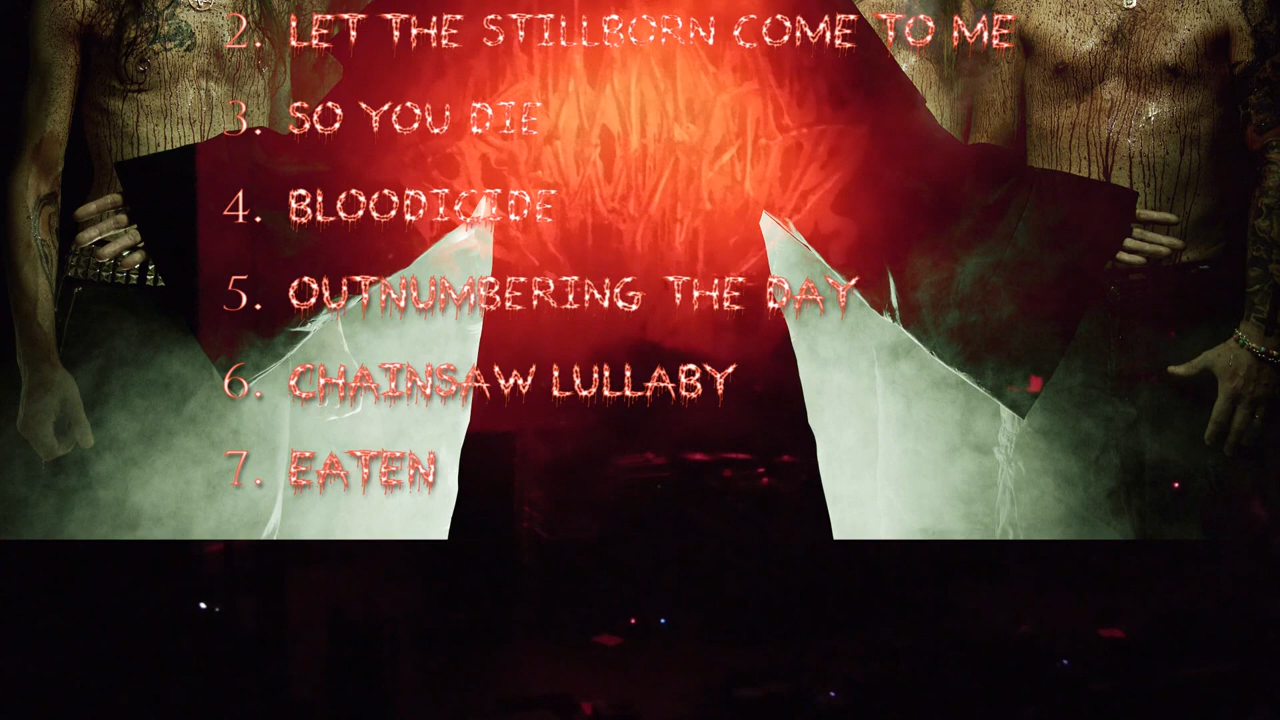 2. LET THE STILLBORN COME TO ME
3. SO YOU DIE
4. BLOODICIDE
5. OUTNUMBERING THE DAY
6. CHAINSAW LULLABY
7. EATEN